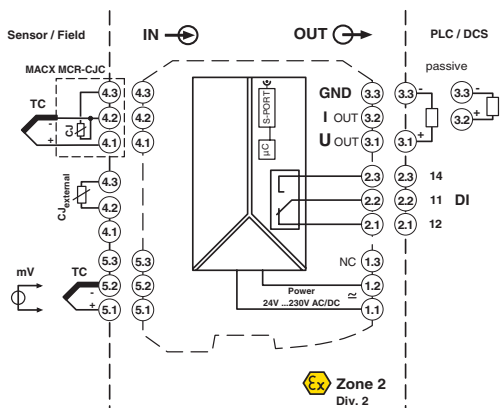 Sensor / Field
IN
OUT
PLC / DCS
MACX MCR-CJC
passive
TC
CJ
-
+
4.3
4.2
4.1
4.3
4.2
4.1
S-PORT
µC
GND
I OUT
U OUT
3.3
3.2
3.1
3.3
-
3.1
+
3.3
-
3.2
+
CJexternal
4.3
4.2
4.1
2.3
2.2
2.1
2.3
2.2
2.1
14
11
12
DI
mV
TC
-
+
5.3
5.2
5.1
5.3
5.2
5.1
NC
1.3
1.2
1.1
Power
24V ...230V AC/DC
≃
Ex
Zone 2
Div. 2